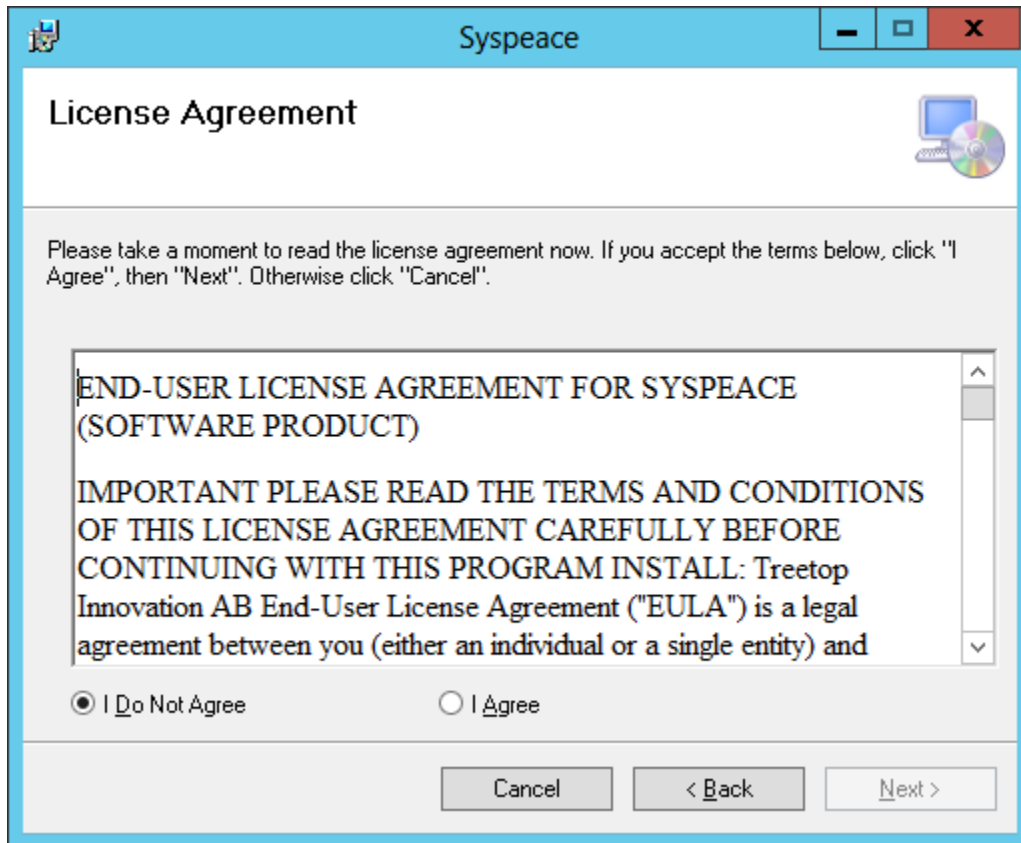 Syspeace
License Agreement
Please take a moment to read the license agreement now. If you accept the terms below, click "I
Agree", then "Next". Otherwise click "Cancel".
END-USER LICENSE AGREEMENT FOR SYSPEACE
(SOFTWARE PRODUCT)
IMPORTANT PLEASE READ THE TERMS AND CONDITIONS
OF THIS LICENSE AGREEMENT CAREFULLY BEFORE
CONTINUING WITH THIS PROGRAM INSTALL: Treetop
Innovation AB End-User License Agreement ("EULA") is a legal
agreement between you (either an individual or a single entity) and
I Do Not Agree
I Agree
Cancel
< Back
Next >